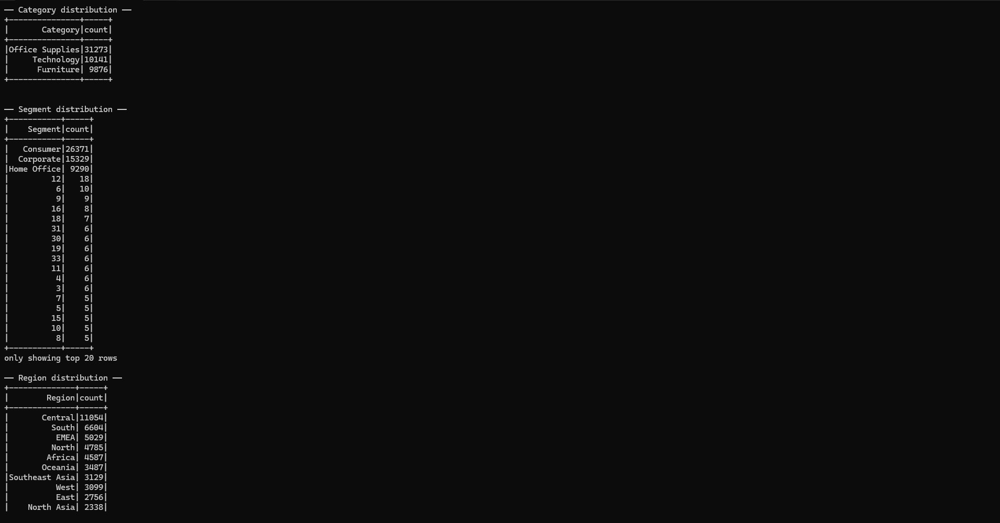 ── Category distribution ──
+---------------+-----+
|       Category|count|
+---------------+-----+
|Office Supplies|31273|
|     Technology|10141|
|      Furniture| 9876|
+---------------+-----+
── Segment distribution ──
+-----------+-----+
|    Segment|count|
+-----------+-----+
|   Consumer|26371|
|  Corporate|15329|
|Home Office| 9290|
|         12|   18|
|          6|   10|
|          9|    9|
|         16|    8|
|         18|    7|
|         31|    6|
|         30|    6|
|         19|    6|
|         33|    6|
|         11|    6|
|          4|    6|
|          3|    6|
|          7|    5|
|          5|    5|
|         15|    5|
|         10|    5|
|          8|    5|
+-----------+-----+
only showing top 20 rows
── Region distribution ──
+--------------+-----+
|        Region|count|
+--------------+-----+
|       Central|11054|
|         South| 6604|
|          EMEA| 5029|
|         North| 4785|
|        Africa| 4587|
|       Oceania| 3487|
|Southeast Asia| 3129|
|          West| 3099|
|          East| 2756|
|    North Asia| 2338|